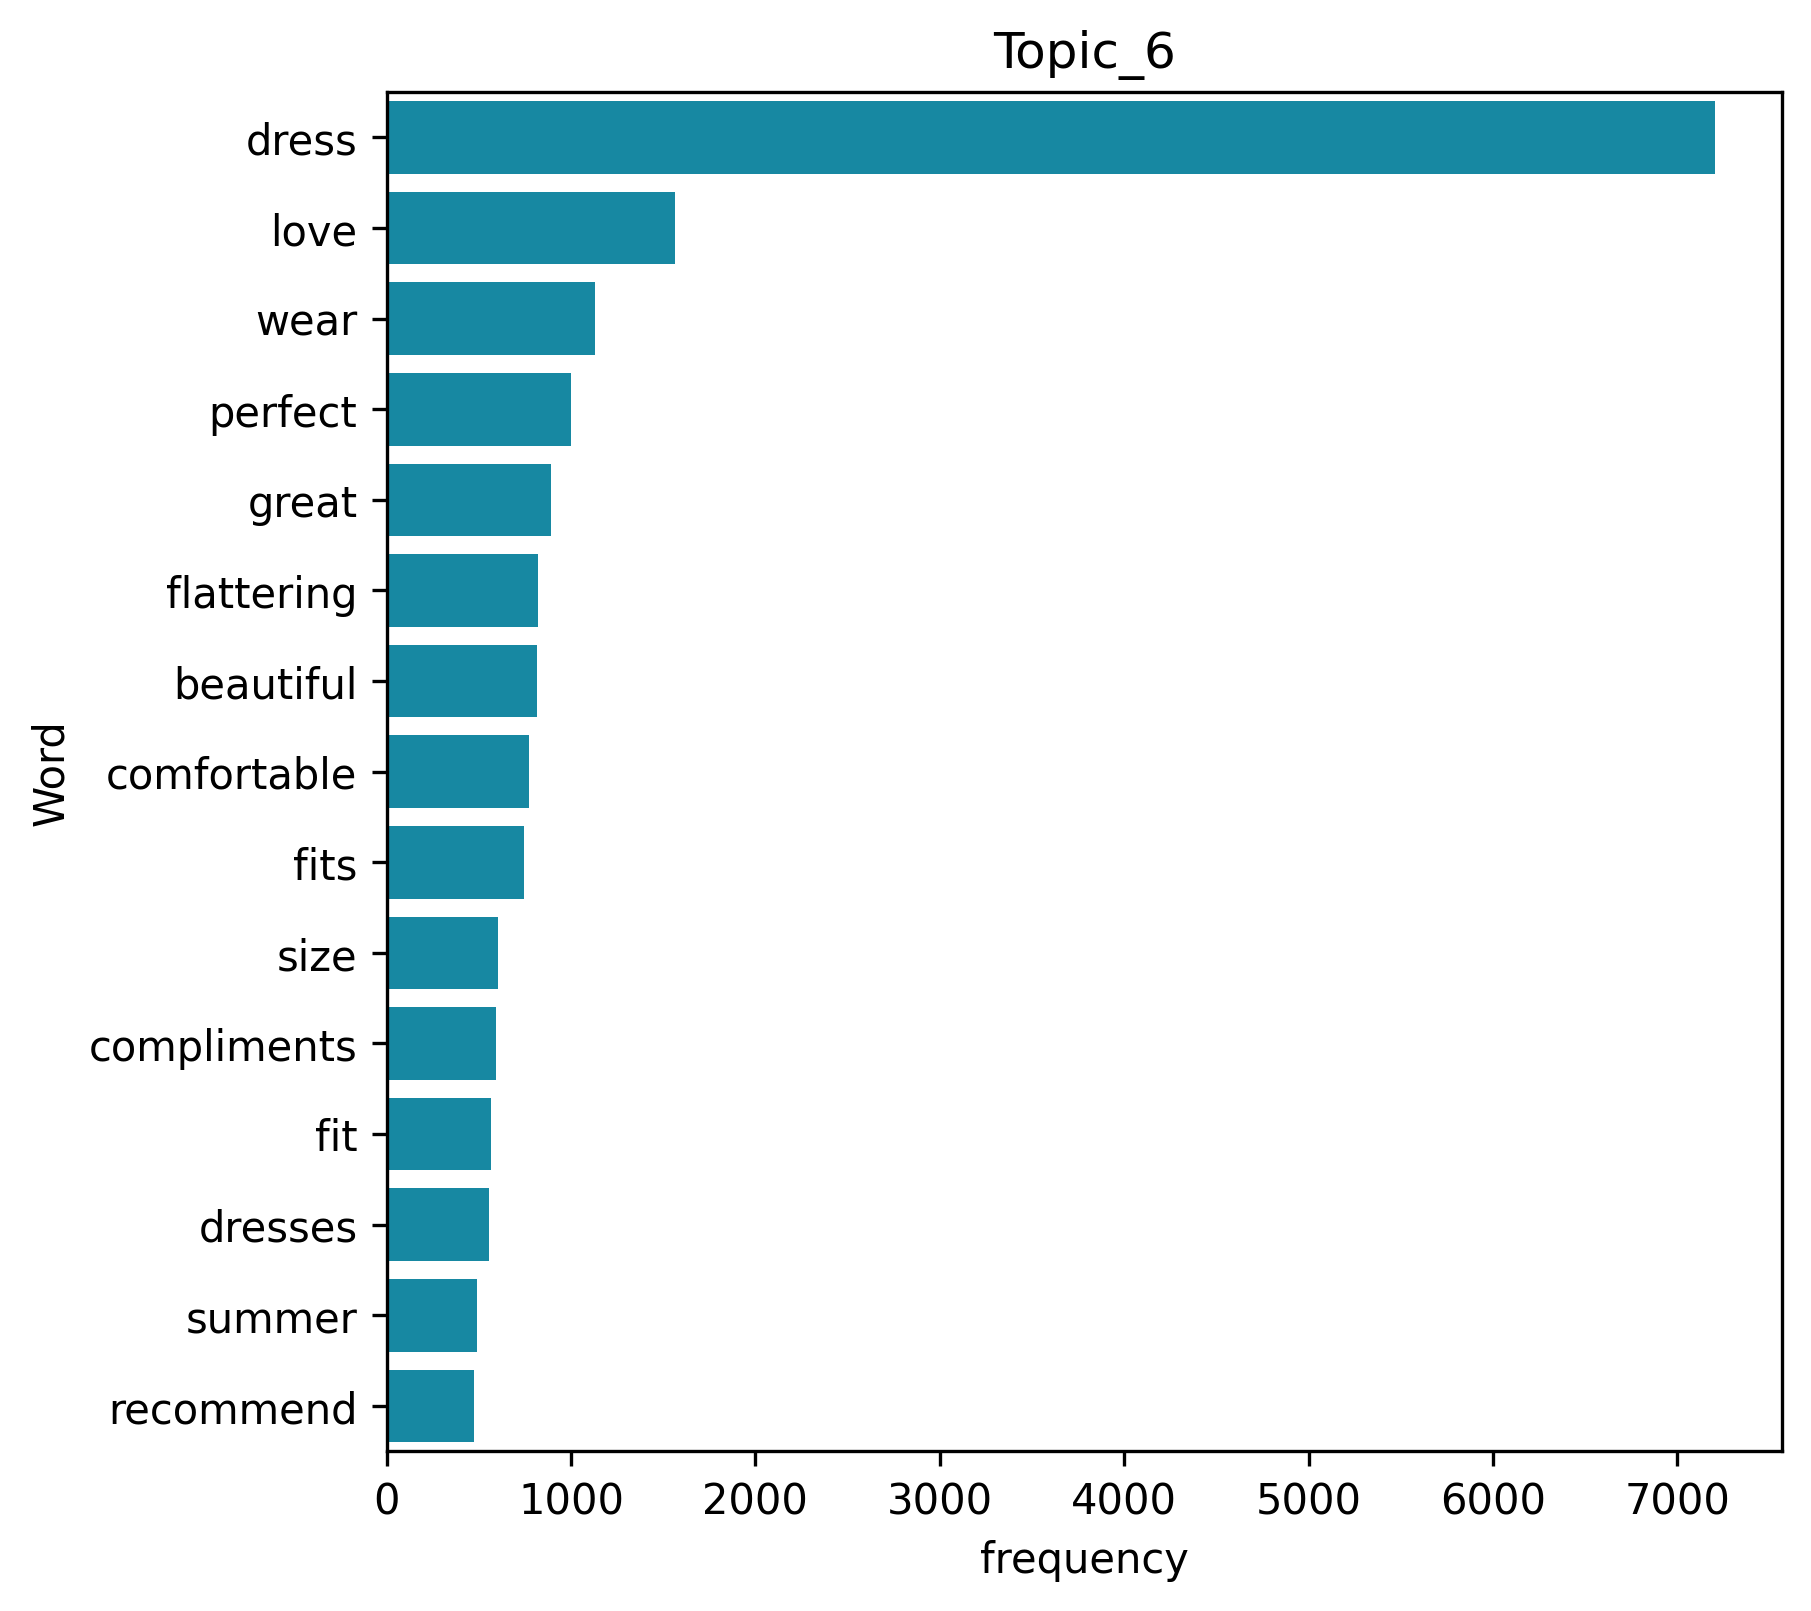 Topic_6
dress
love
wear
perfect
great
flattering
beautiful
comfortable
fits
size
compliments
fit
dresses
summer
recommend
Word
0 1000 2000 3000 4000 5000 6000 7000
frequency